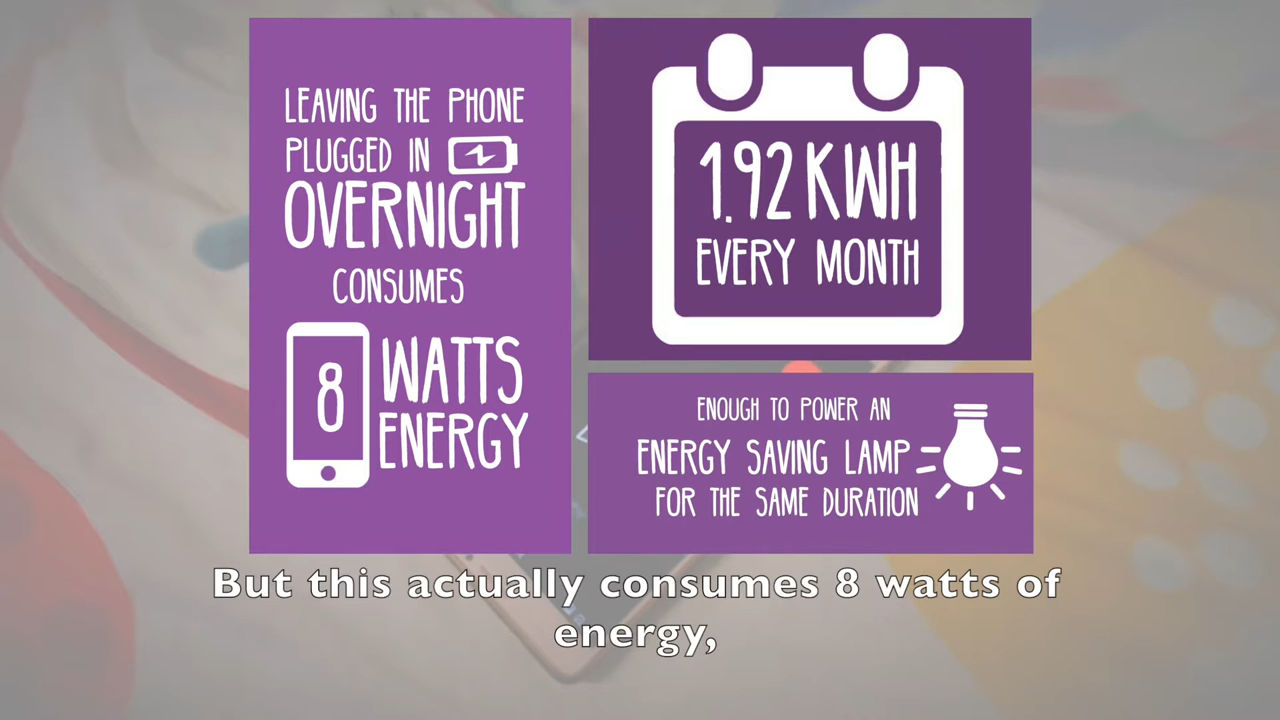 LEAVING THE PHONE
PLUGGED IN
OVERNIGHT
CONSUMES
8 WATTS
ENERGY
1.92 KWH
EVERY MONTH
ENOUGH TO POWER AN
ENERGY SAVING LAMP
FOR THE SAME DURATION
But this actually consumes 8 watts of
energy,